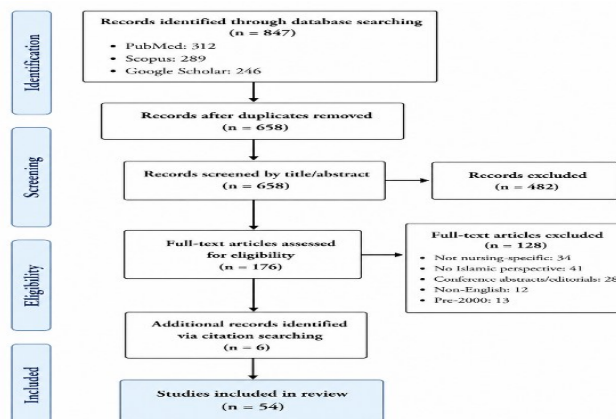 Identification
Records identified through database searching
(n = 847)
• PubMed: 312
• Scopus: 289
• Google Scholar: 246
Records after duplicates removed
(n = 658)
Screening
Records screened by title/abstract
(n = 658)
Records excluded
(n = 482)
Eligibility
Full-text articles assessed
for eligibility
(n = 176)
Full-text articles excluded
(n = 128)
• Not nursing-specific: 34
• No Islamic perspective: 41
• Conference abstracts/editorials: 28
• Non-English: 12
• Pre-2000: 13
Additional records identified
via citation searching
(n = 6)
Included
Studies included in review
(n = 54)